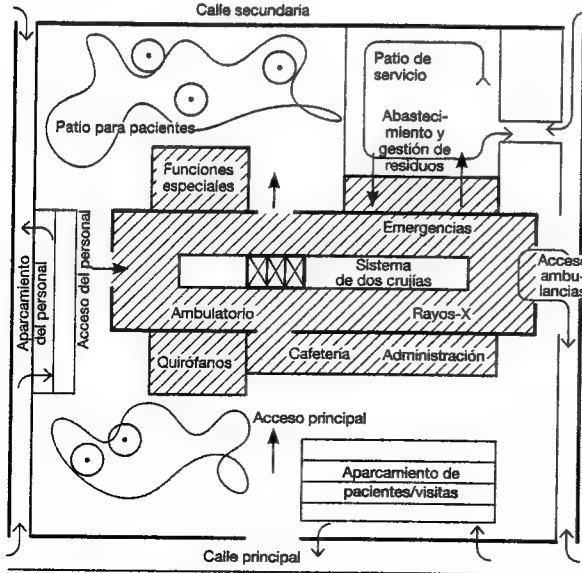 Calle secundaria
Patio de
servicio
Patio para pacientes
Abasteci-
miento y
gestión de
residuos
Funciones
especiales
Emergencias
Aparcamiento
del personal
Acceso del personal
Sistema
de dos crujías
Acceso
ambu-
lancias
Ambulatorio
Rayos-X
Quirófanos
Cafetería
Administración
Acceso principal
Aparcamiento de
pacientes/visitas
Calle principal